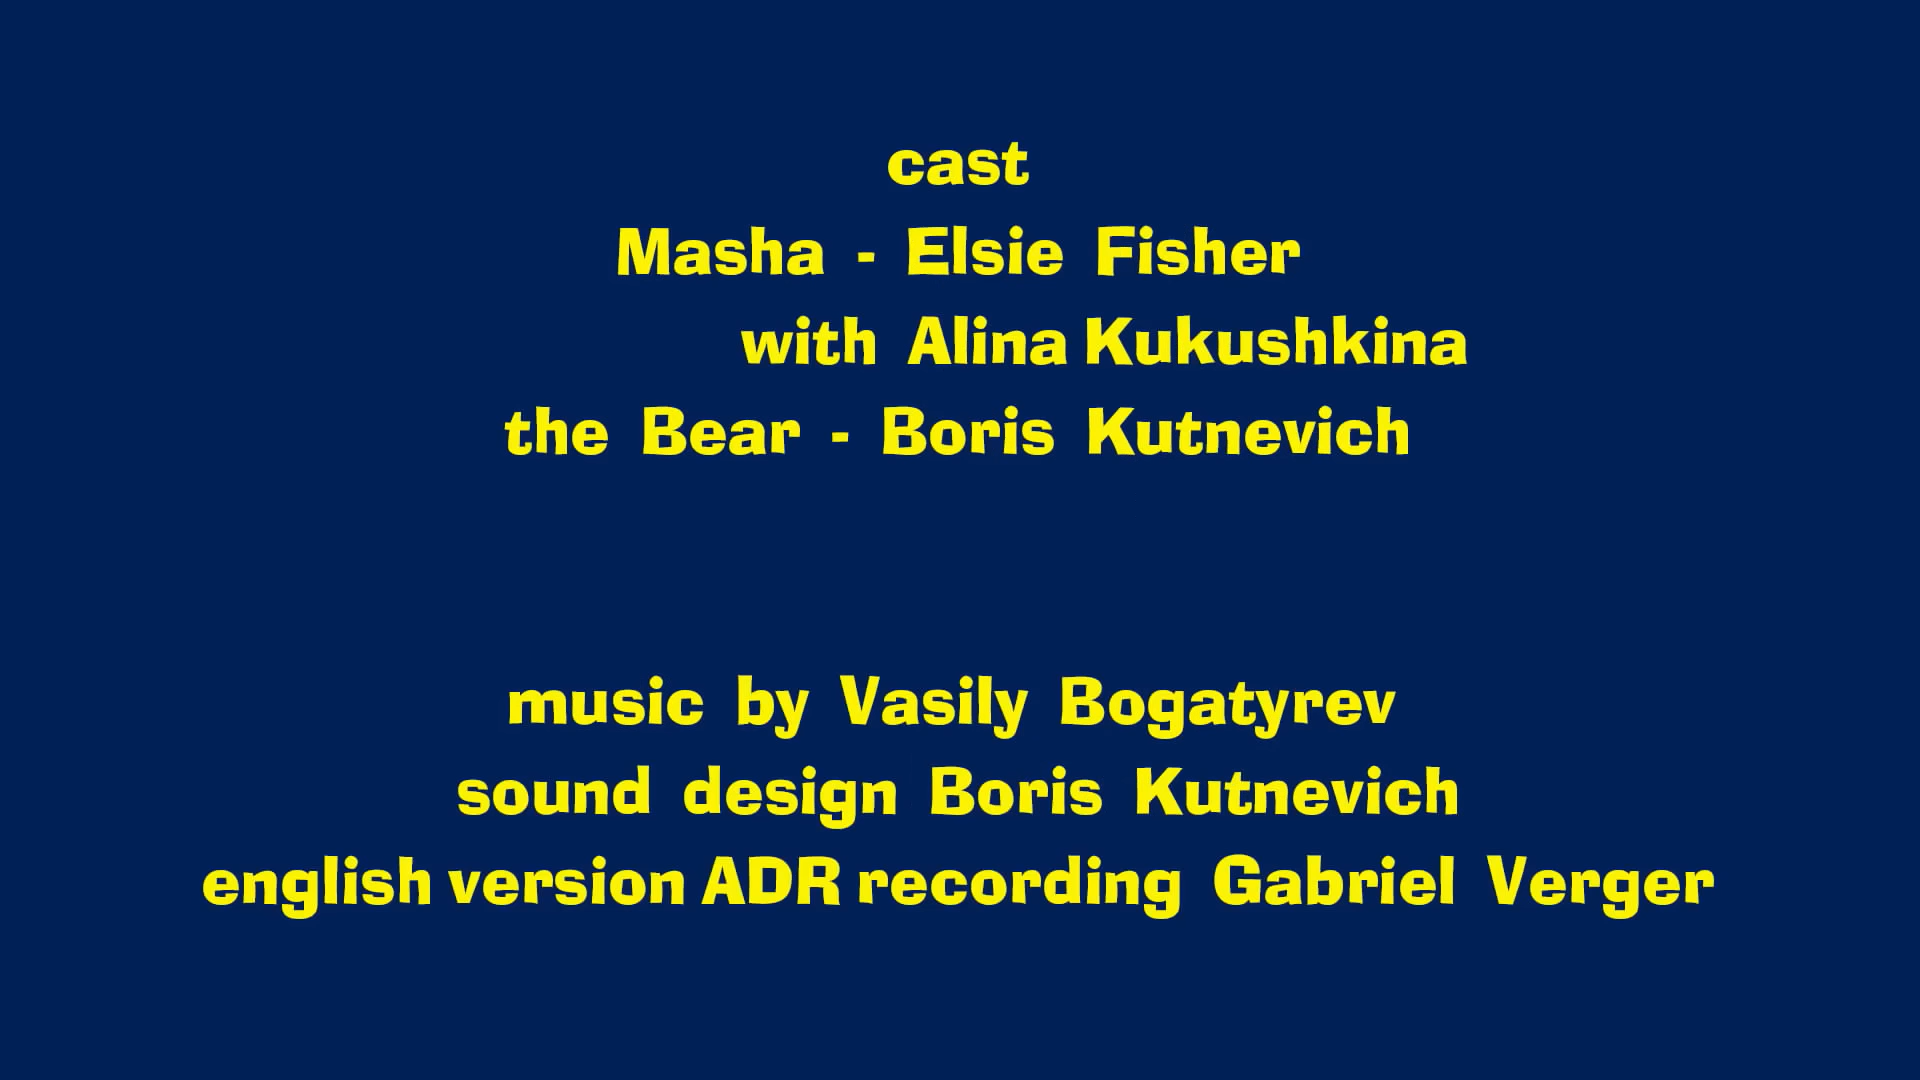 cast
Masha - Elsie Fisher
with Alina Kukushkina
the Bear - Boris Kutnevich
music by Vasily Bogatyrev
sound design Boris Kutnevich
english version ADR recording Gabriel Verger